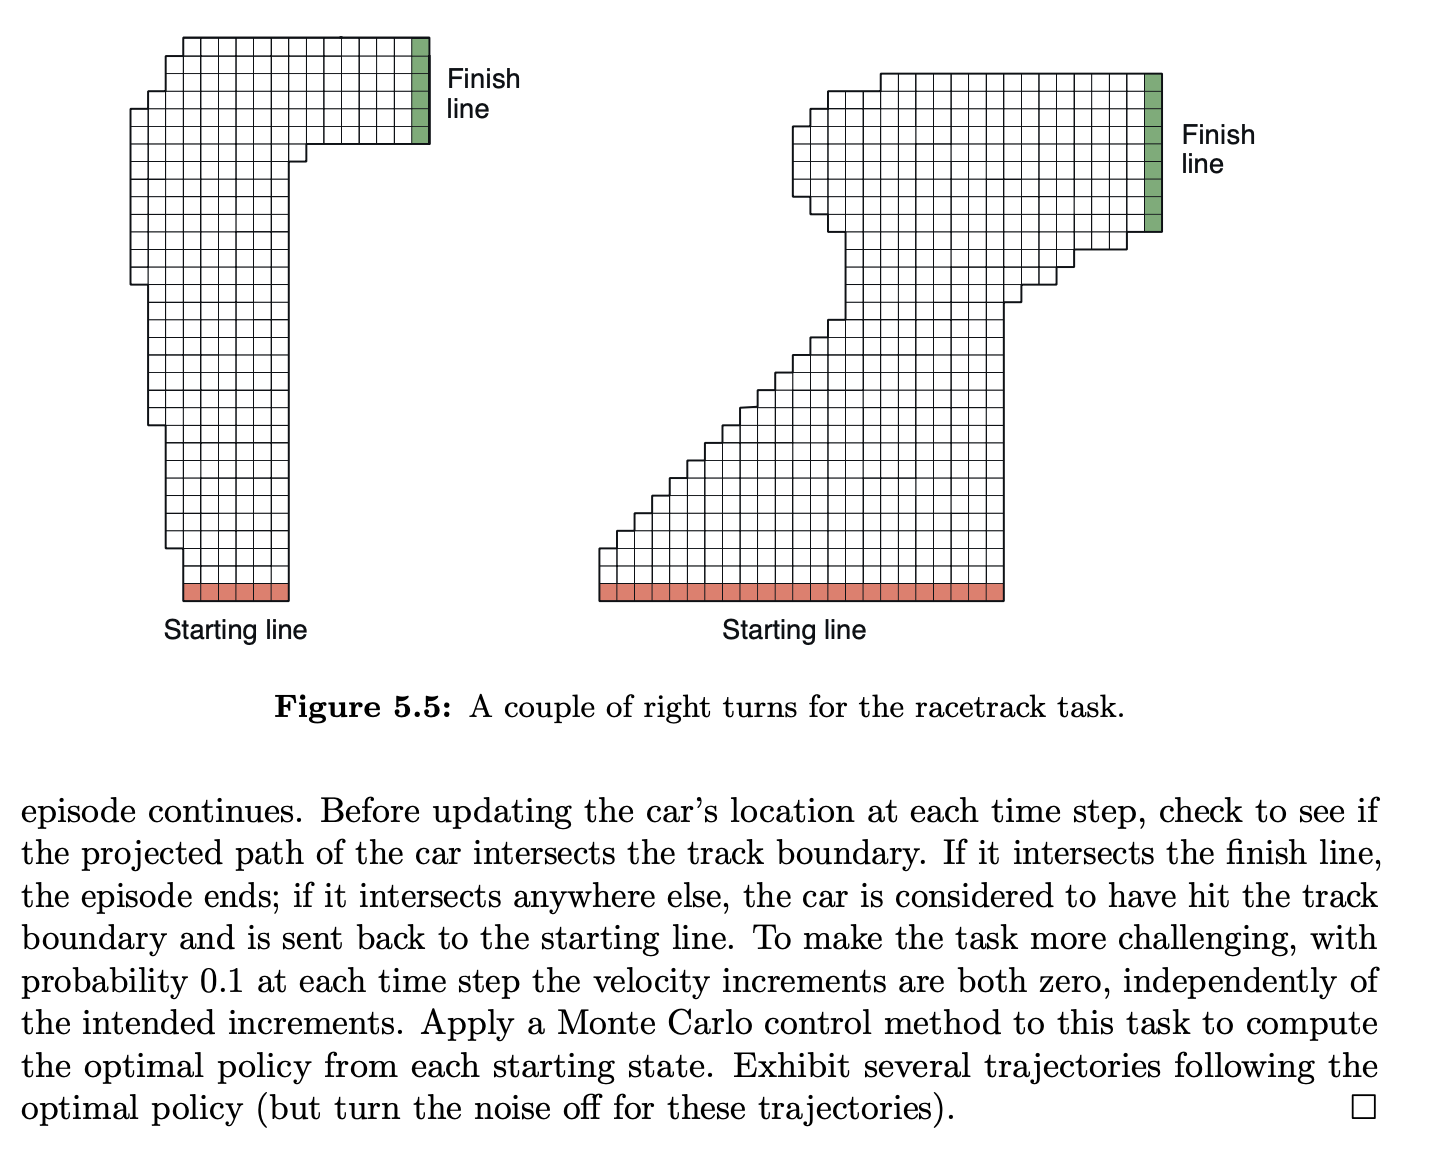 Finish
line
Finish
line
Starting line
Starting line
Figure 5.5: A couple of right turns for the racetrack task.
episode continues. Before updating the car's location at each time step, check to see if
the projected path of the car intersects the track boundary. If it intersects the finish line,
the episode ends; if it intersects anywhere else, the car is considered to have hit the track
boundary and is sent back to the starting line. To make the task more challenging, with
probability 0.1 at each time step the velocity increments are both zero, independently of
the intended increments. Apply a Monte Carlo control method to this task to compute
the optimal policy from each starting state. Exhibit several trajectories following the
optimal policy (but turn the noise off for these trajectories). □